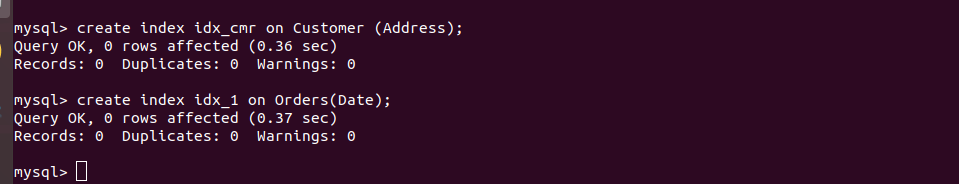 mysql> create index idx_cmr on Customer (Address);
Query OK, 0 rows affected (0.36 sec)
Records: 0  Duplicates: 0  Warnings: 0
mysql> create index idx_1 on Orders(Date);
Query OK, 0 rows affected (0.37 sec)
Records: 0  Duplicates: 0  Warnings: 0
mysql>